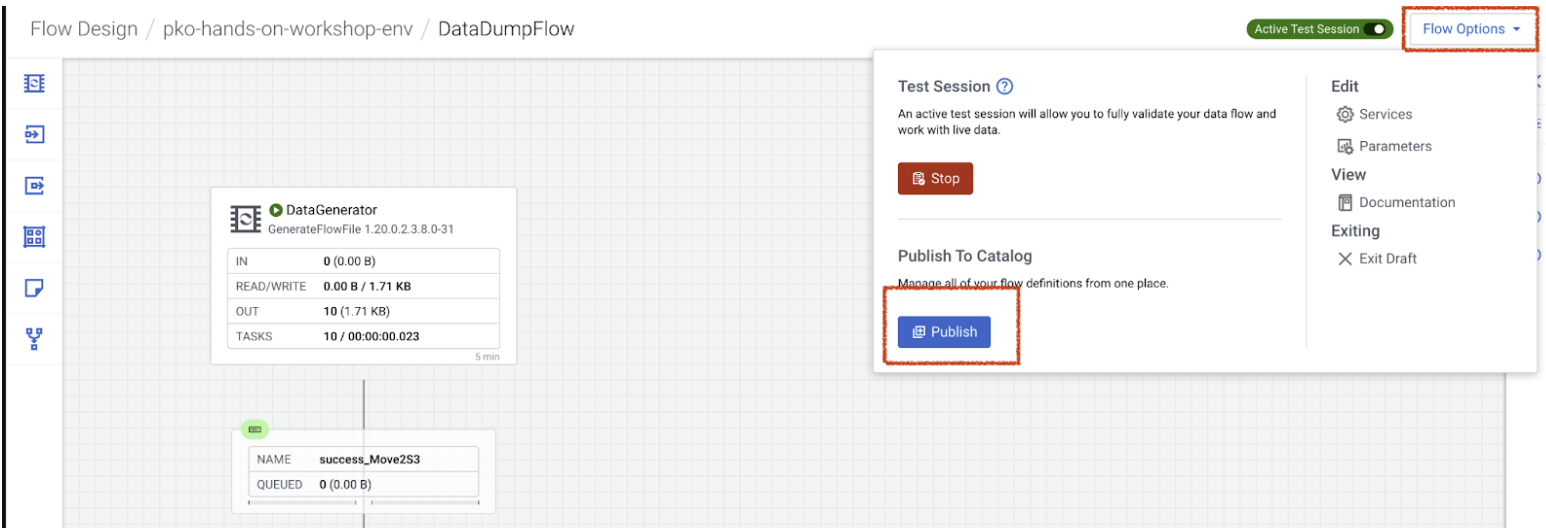 Flow Design / pko-hands-on-workshop-env / DataDumpFlow
Active Test Session
Flow Options
Test Session ?
An active test session will allow you to fully validate your data flow and
work with live data.
Stop
Publish To Catalog
Manage all of your flow definitions from one place.
Publish
Edit
Services
Parameters
View
Documentation
Exiting
Exit Draft
DataGenerator
GenerateFlowFile 1.20.0.2.3.8.0-31
IN 0 (0.00 B)
READ/WRITE 0.00 B / 1.71 KB
OUT 10 (1.71 KB)
TASKS 10 / 00:00:00.023
5 min
NAME success_Move2S3
QUEUED 0 (0.00 B)